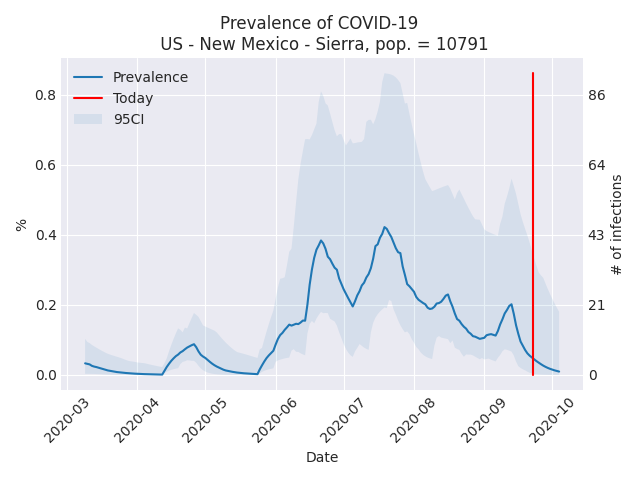 Prevalence of COVID-19
US - New Mexico - Sierra, pop. = 10791
Prevalence
Today
95CI
0.8
0.6
0.4
0.2
0.0
%
86
64
43
21
0
# of infections
2020-03
2020-04
2020-05
2020-06
2020-07
2020-08
2020-09
2020-10
Date